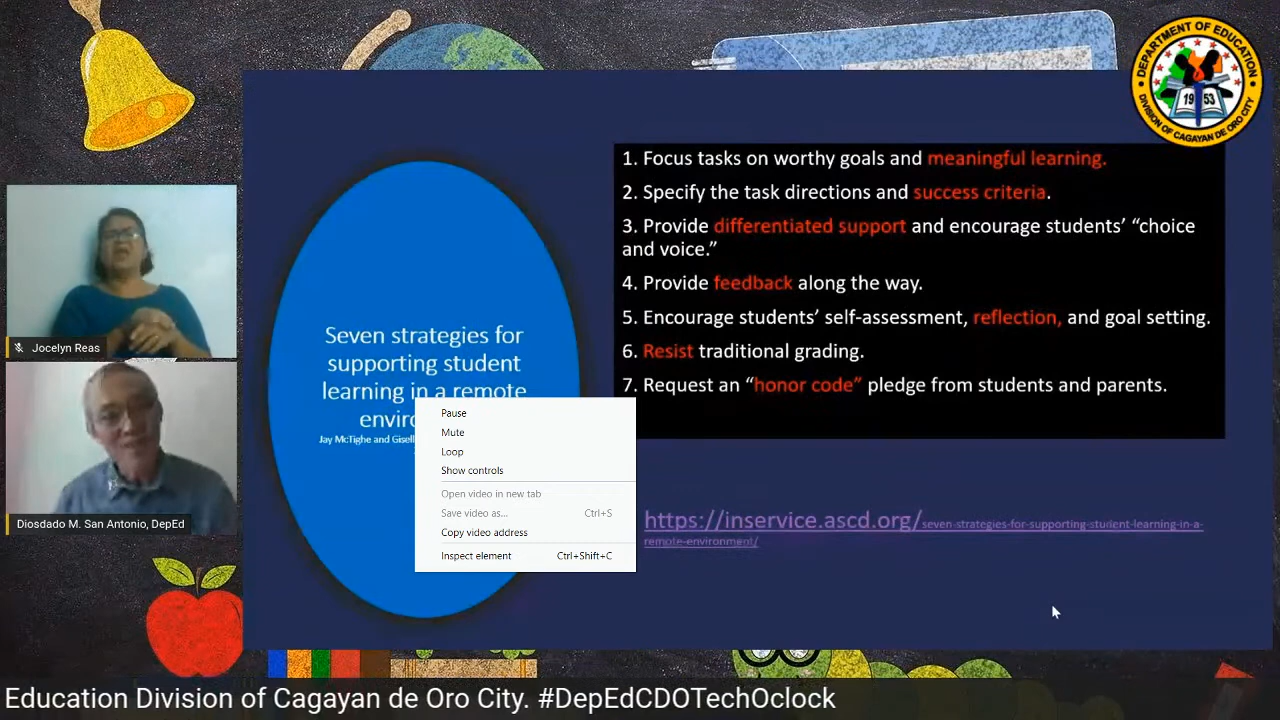 DEPARTMENT OF EDUCATION
1953
DIVISION OF CAGAYAN DE ORO CITY
Seven strategies for
supporting student
learning in a remote
enviro
Jay McTighe and Gisel
1. Focus tasks on worthy goals and meaningful learning.
2. Specify the task directions and success criteria.
3. Provide differentiated support and encourage students’ “choice
and voice.”
4. Provide feedback along the way.
5. Encourage students’ self-assessment, reflection, and goal setting.
6. Resist traditional grading.
7. Request an “honor code” pledge from students and parents.
https://inservice.ascd.org/seven-strategies-for-supporting-student-learning-in-a-
remote-environment/
Pause
Mute
Loop
Show controls
Open video in new tab
Save video as... Ctrl+S
Copy video address
Inspect element Ctrl+Shift+C
Jocelyn Reas
Diosdado M. San Antonio, DepEd
Education Division of Cagayan de Oro City. #DepEdCDOTechOclock